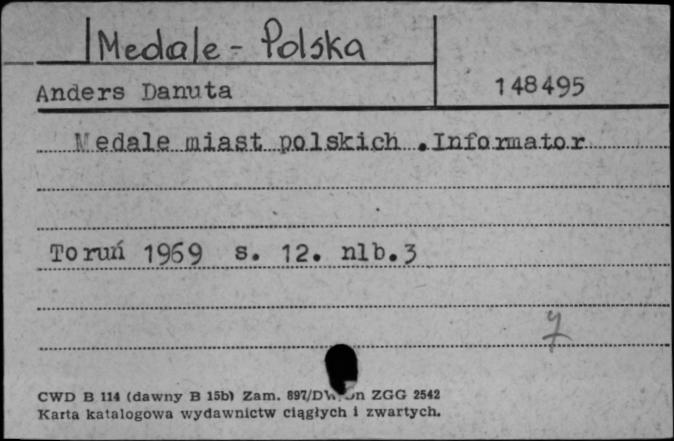 Medale - Polska
Anders Danuta 148495
Medale miast polskich .Informator
Toruń 1969 s. 12. nlb.3
CWD B 114 (dawny B 15b) Zam. 897/ ZGG 2542
Karta katalogowa wydawnictw ciągłych i zwartych.